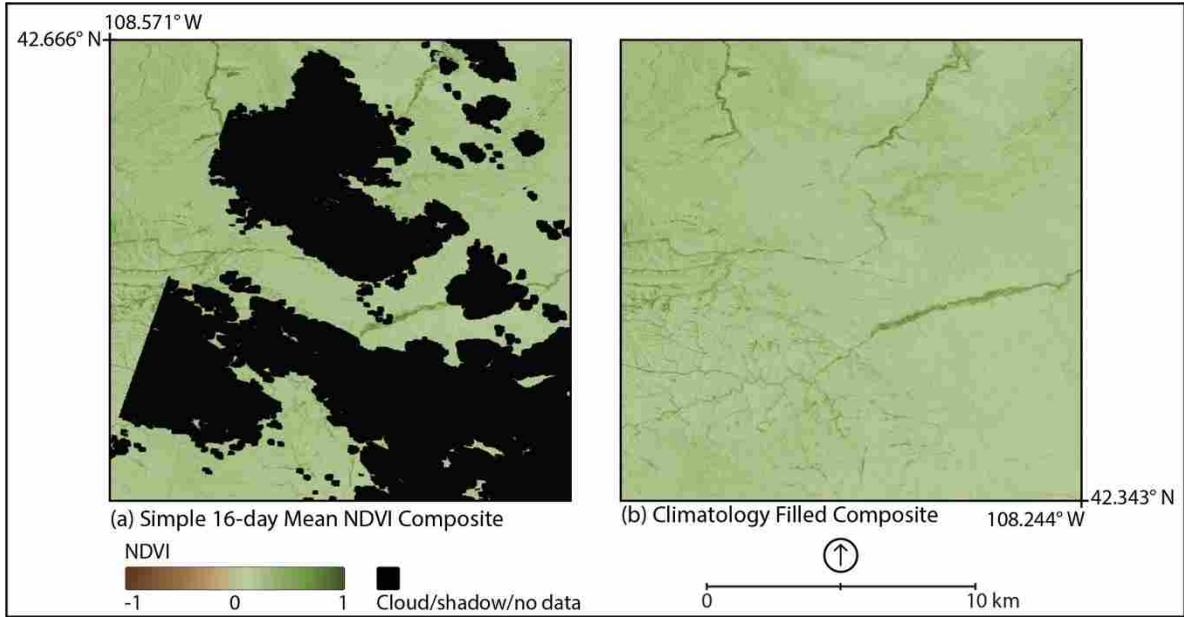 108.571° W
42.666° N
42.343° N
(a) Simple 16-day Mean NDVI Composite
(b) Climatology Filled Composite
108.244° W
NDVI
-1 0 1
Cloud/shadow/no data
0 10 km